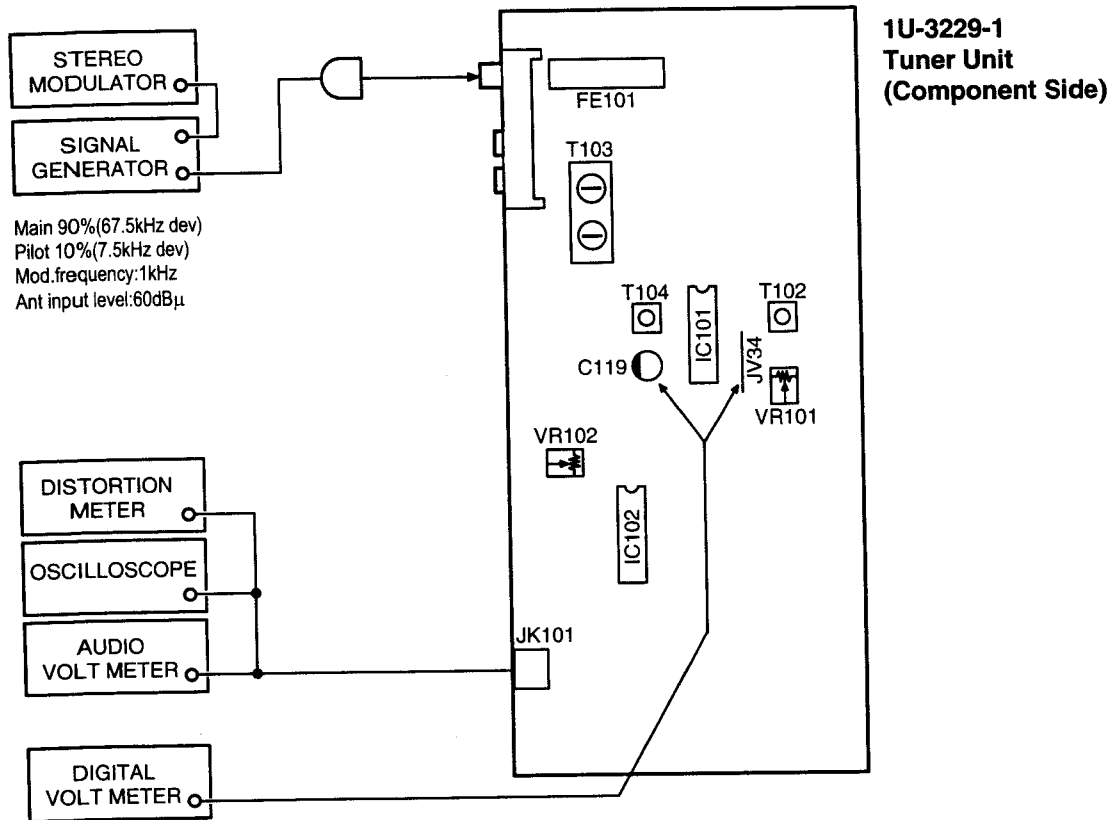 1U-3229-1
Tuner Unit
(Component Side)
STEREO
MODULATOR
SIGNAL
GENERATOR
Main 90%(67.5kHz dev)
Pilot 10%(7.5kHz dev)
Mod.frequency:1kHz
Ant input level:60dBμ
FE101
T103
T104
IC101
T102
C119
JV34
VR101
VR102
IC102
DISTORTION
METER
OSCILLOSCOPE
AUDIO
VOLT METER
JK101
DIGITAL
VOLT METER